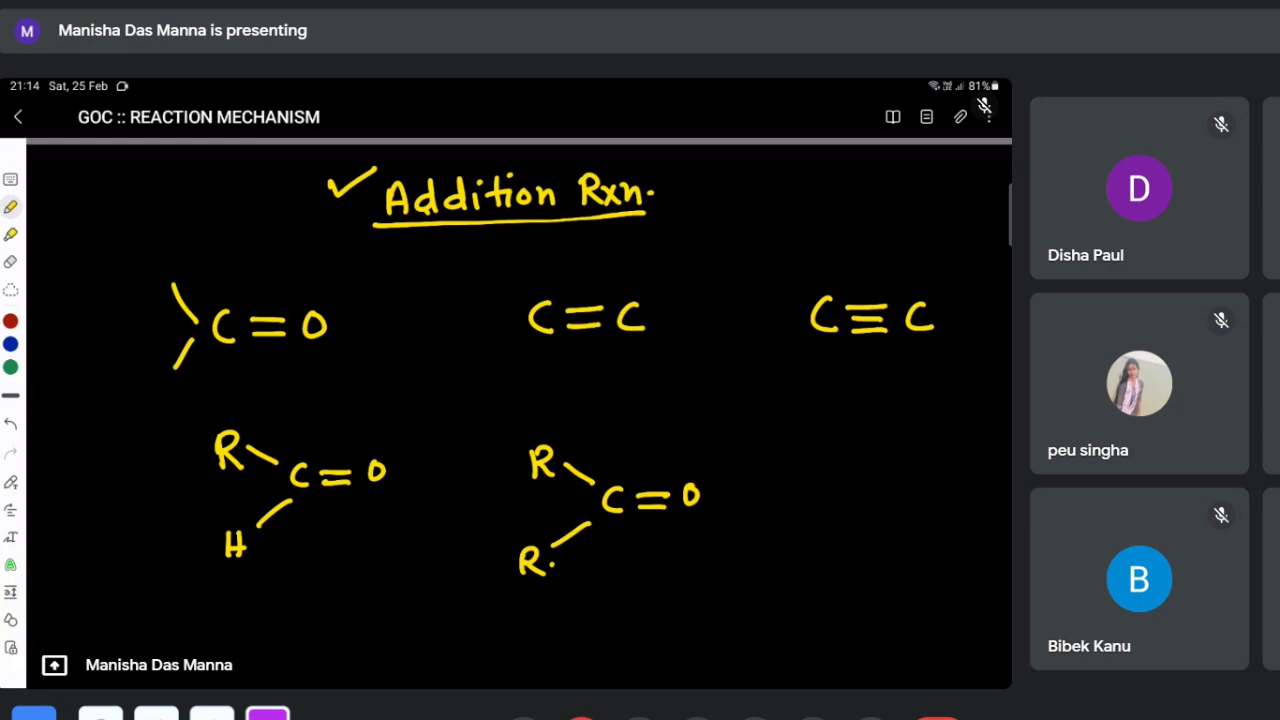 M Manisha Das Manna is presenting
21:14 Sat, 25 Feb 81%
GOC :: REACTION MECHANISM
Addition Rxn.
C=O C=C C≡C
R
C=O
H
R
C=O
R.
Manisha Das Manna
D
Disha Paul
peu singha
B
Bibek Kanu